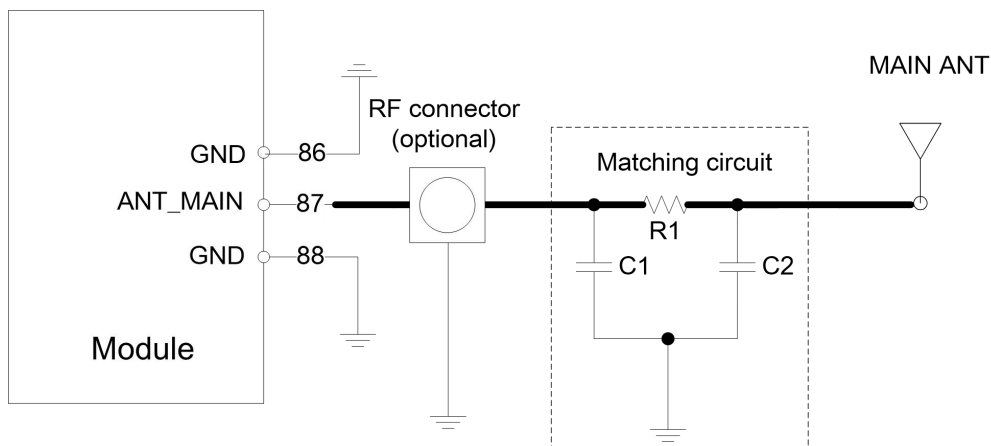 MAIN ANT
RF connector
(optional)
Matching circuit
GND
86
ANT_MAIN
87
GND
88
R1
C1
C2
Module